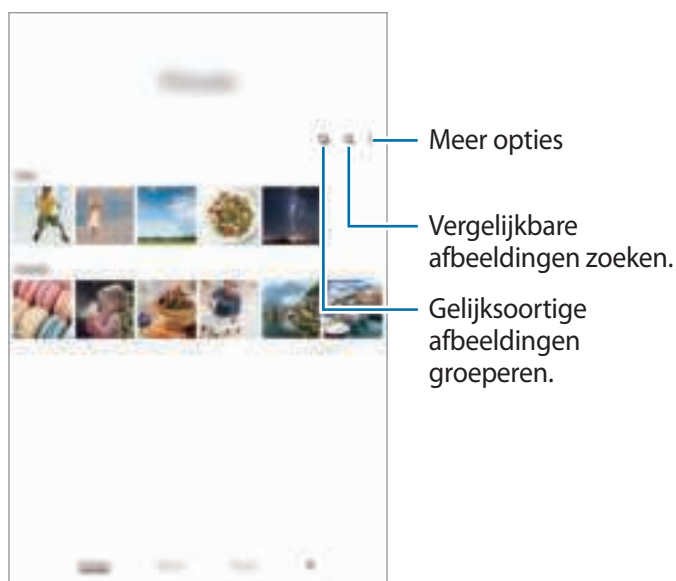 Meer opties
Vergelijkbare
afbeeldingen zoeken.
Gelijksoortige
afbeeldingen
groeperen.